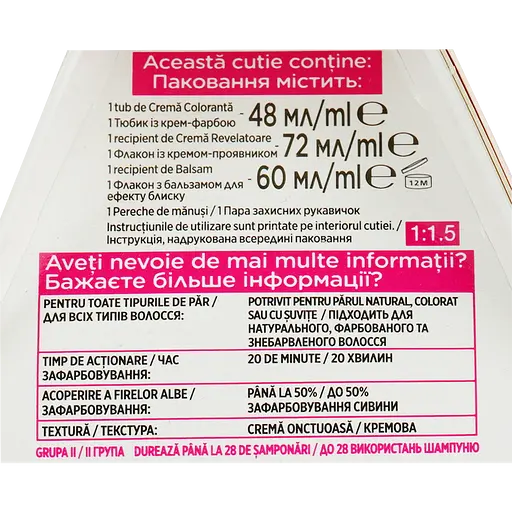 Această cutie conține:
Паковання містить:
1 tub de Cremă Colorantă
1 Тюбик із крем-фарбою - 48 мл/ml e
1 recipient de Cremă Revelatoare
1 Флакон із кремом-проявником - 72 мл/ml e
1 recipient de Balsam
1 Флакон з бальзамом для - 60 мл/ml e 12M
ефекту блиску
1 Pereche de mănuși / 1 Пара захисних рукавичок
Instrucțiunile de utilizare sunt printate pe interiorul cutiei. /
Інструкція, надрукована всередині паковання 1:1.5
Aveți nevoie de mai multe informații?
Бажаєте більше інформації?
PENTRU TOATE TIPURILE DE PĂR / POTRIVIT PENTRU PĂRUL NATURAL, COLORAT
ДЛЯ ВСІХ ТИПІВ ВОЛОССЯ: SAU CU ȘUVIȚE / ПІДХОДИТЬ ДЛЯ
НАТУРАЛЬНОГО, ФАРБОВАНОГО ТА
ЗНЕБАРВЛЕНОГО ВОЛОССЯ
TIMP DE ACȚIONARE / ЧАС 20 DE MINUTE / 20 ХВИЛИН
ЗАФАРБОВУВАННЯ:
ACOPERIRE A FIRELOR ALBE / PÂNĂ LA 50% / ДО 50%
ЗАФАРБОВУВАННЯ: ЗАФАРБОВУВАННЯ СИВИНИ
TEXTURĂ / ТЕКСТУРА: CREMĂ ONCTUOASĂ / КРЕМОВА
GRUPA II / II ГРУПА DUREAZĂ PÂNĂ LA 28 DE ȘAMPONĂRI / ДО 28 ВИКОРИСТАНЬ ШАМПУНЮ